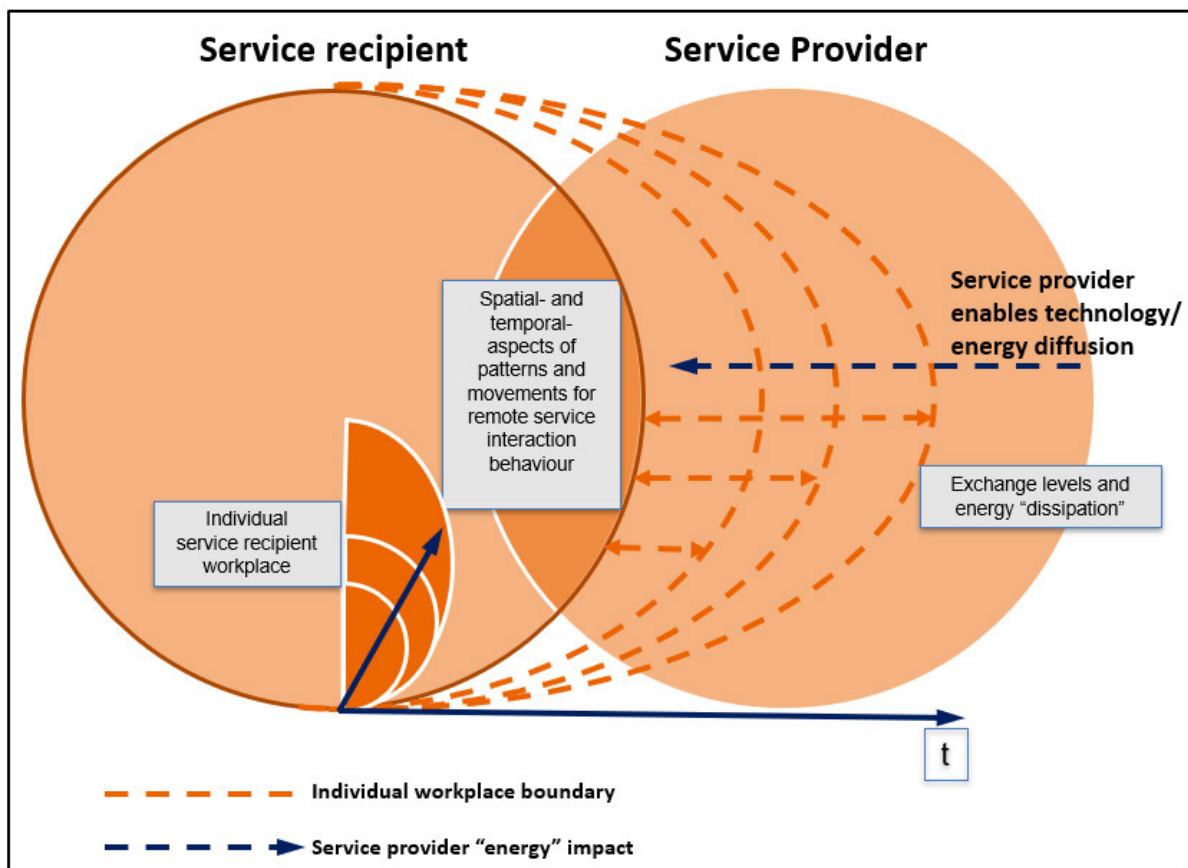 Service recipient
Service Provider
Service provider
enables technology/
energy diffusion
Spatial- and
temporal-
aspects of
patterns and
movements for
remote service
interaction
behaviour
Exchange levels and
energy “dissipation”
Individual
service recipient
workplace
t
Individual workplace boundary
Service provider “energy” impact